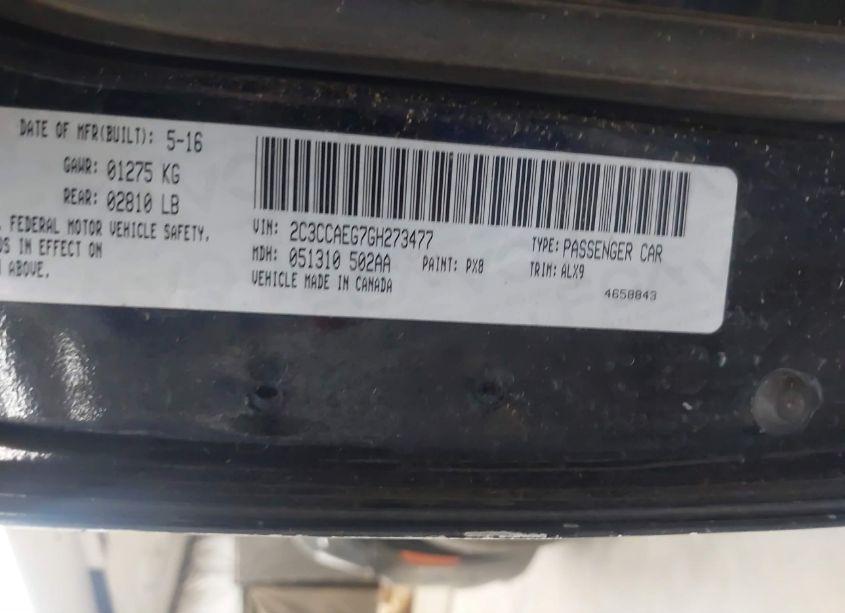 DATE OF MFR(BUILT): 5-16
GAWR: 01275 KG
REAR: 02810 LB
FEDERAL MOTOR VEHICLE SAFETY,
IN EFFECT ON
ABOVE.
VIN: 2C3CCAEG7GH273477
TYPE: PASSENGER CAR
MDH: 051310 502AA
PAINT: PX8
TRIM: ALX9
VEHICLE MADE IN CANADA
4658843